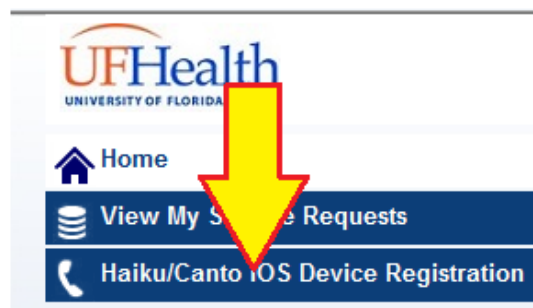 UFHealth
UNIVERSITY OF FLORIDA
Home
View My Requests
Haiku/Canto iOS Device Registration